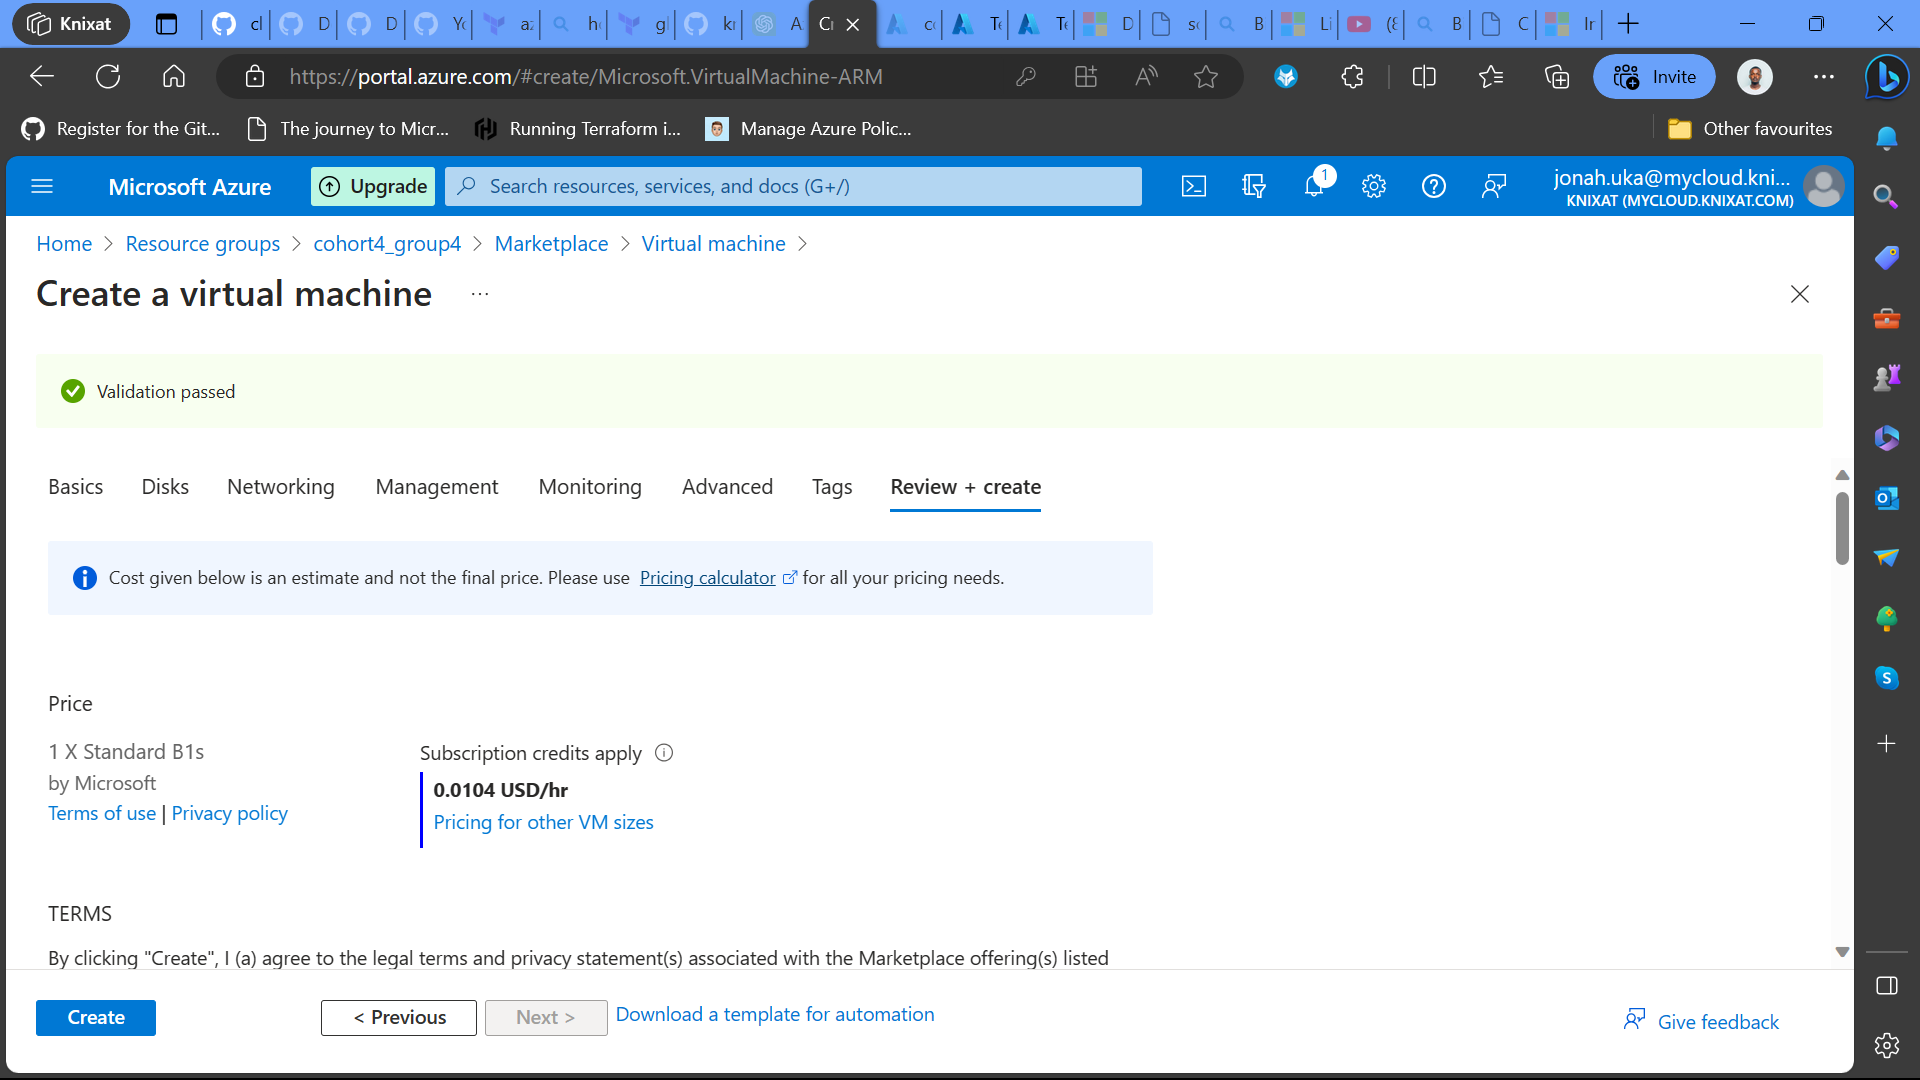 Knixat
https://portal.azure.com/#create/Microsoft.VirtualMachine-ARM
Invite
Register for the Git...
The journey to Micr...
Running Terraform i...
Manage Azure Polic...
Other favourites
Microsoft Azure
Upgrade
Search resources, services, and docs (G+/)
1
jonah.uka@mycloud.kni...
KNIXAT (MYCLOUD.KNIXAT.COM)
Home > Resource groups > cohort4_group4 > Marketplace > Virtual machine >
Create a virtual machine ...
Validation passed
Basics Disks Networking Management Monitoring Advanced Tags Review + create
Cost given below is an estimate and not the final price. Please use Pricing calculator for all your pricing needs.
Price
1 X Standard B1s
by Microsoft
Terms of use | Privacy policy
Subscription credits apply
0.0104 USD/hr
Pricing for other VM sizes
TERMS
By clicking "Create", I (a) agree to the legal terms and privacy statement(s) associated with the Marketplace offering(s) listed
Create
< Previous
Next >
Download a template for automation
Give feedback